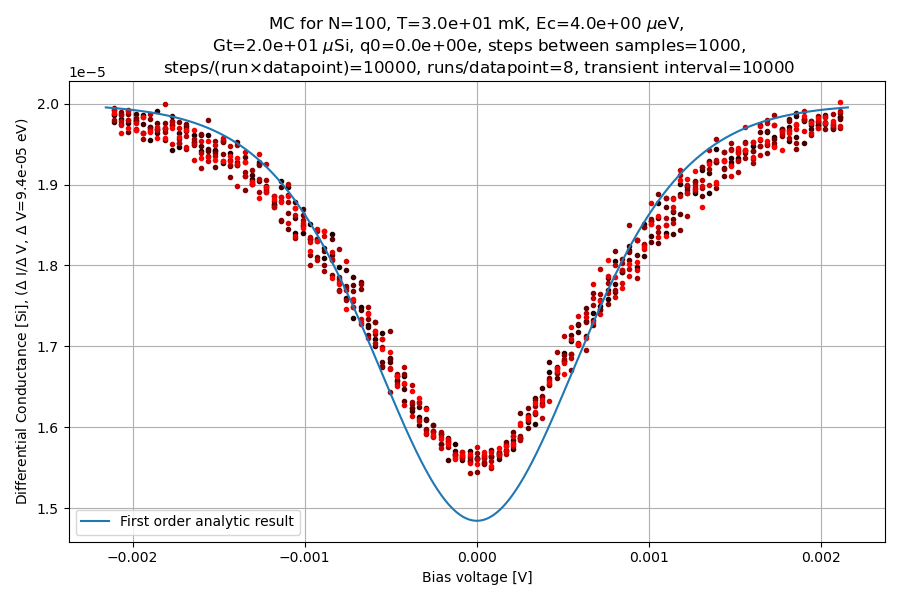 MC for N=100, T=3.0e+01 mK, Ec=4.0e+00 μeV,
Gt=2.0e+01 μSi, q0=0.0e+00e, steps between samples=1000,
steps/(run×datapoint)=10000, runs/datapoint=8, transient interval=10000
1e−5
2.0
1.9
1.8
1.7
1.6
1.5
Differential Conductance [Si], (Δ I/Δ V, Δ V=9.4e-05 eV)
First order analytic result
−0.002
−0.001
0.000
0.001
0.002
Bias voltage [V]